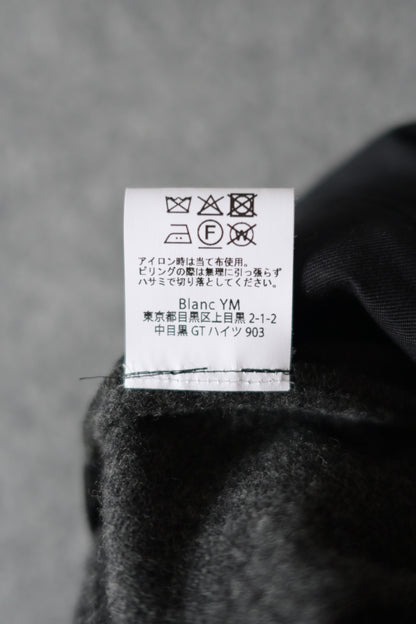 F
W
アイロン時は当て布使用。
ピリングの際は無理に引っ張らず
ハサミで切り落としてください。
Blanc YM
東京都目黒区上目黒 2-1-2
中目黒 GT ハイツ 903